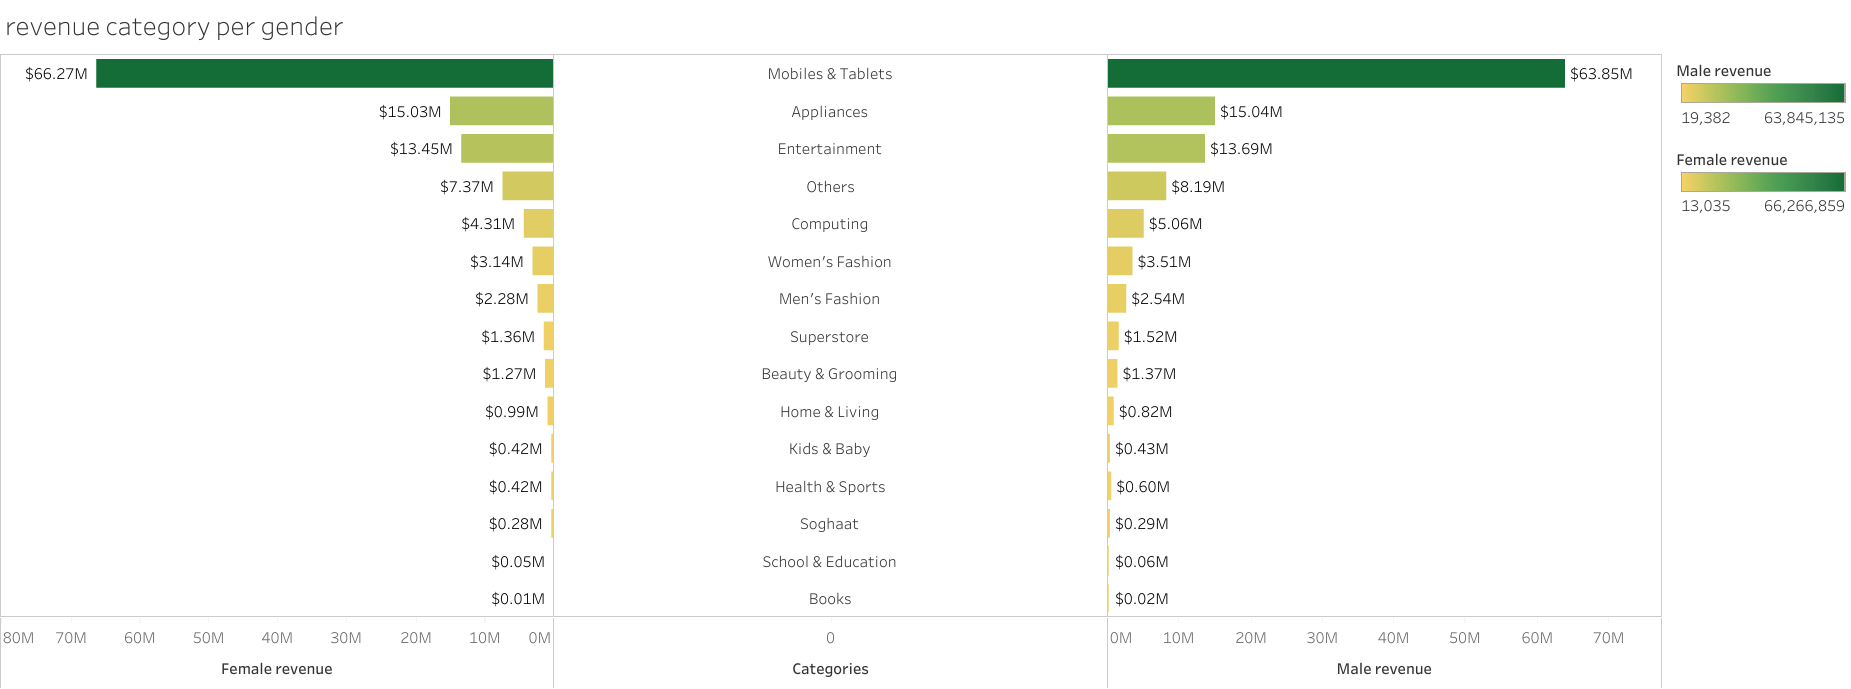 revenue category per gender
$66.27M Mobiles & Tablets $63.85M
$15.03M Appliances $15.04M
$13.45M Entertainment $13.69M
$7.37M Others $8.19M
$4.31M Computing $5.06M
$3.14M Women's Fashion $3.51M
$2.28M Men's Fashion $2.54M
$1.36M Superstore $1.52M
$1.27M Beauty & Grooming $1.37M
$0.99M Home & Living $0.82M
$0.42M Kids & Baby $0.43M
$0.42M Health & Sports $0.60M
$0.28M Soghaat $0.29M
$0.05M School & Education $0.06M
$0.01M Books $0.02M
80M 70M 60M 50M 40M 30M 20M 10M 0M 0 0M 10M 20M 30M 40M 50M 60M 70M
Female revenue Categories Male revenue
Male revenue
19,382 63,845,135
Female revenue
13,035 66,266,859